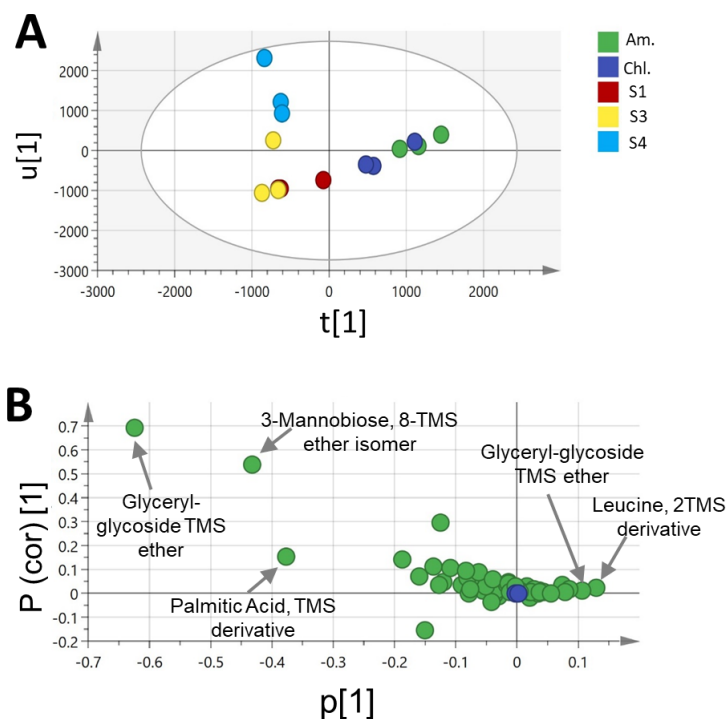 A
Am.
Chl.
S1
S3
S4
u[1]
2000
1000
0
-1000
-2000
-3000
-3000
-2000
-1000
0
1000
2000
t[1]
B
P (cor) [1]
0.7
0.6
0.5
0.4
0.3
0.2
0.1
0
-0.1
-0.2
3-Mannobiose, 8-TMS
ether isomer
Glyceryl-glycoside
TMS ether
Glyceryl-
glycoside TMS
ether
Leucine, 2TMS
derivative
Palmitic Acid, TMS
derivative
-0.7
-0.6
-0.5
-0.4
-0.3
-0.2
-0.1
0
0.1
p[1]